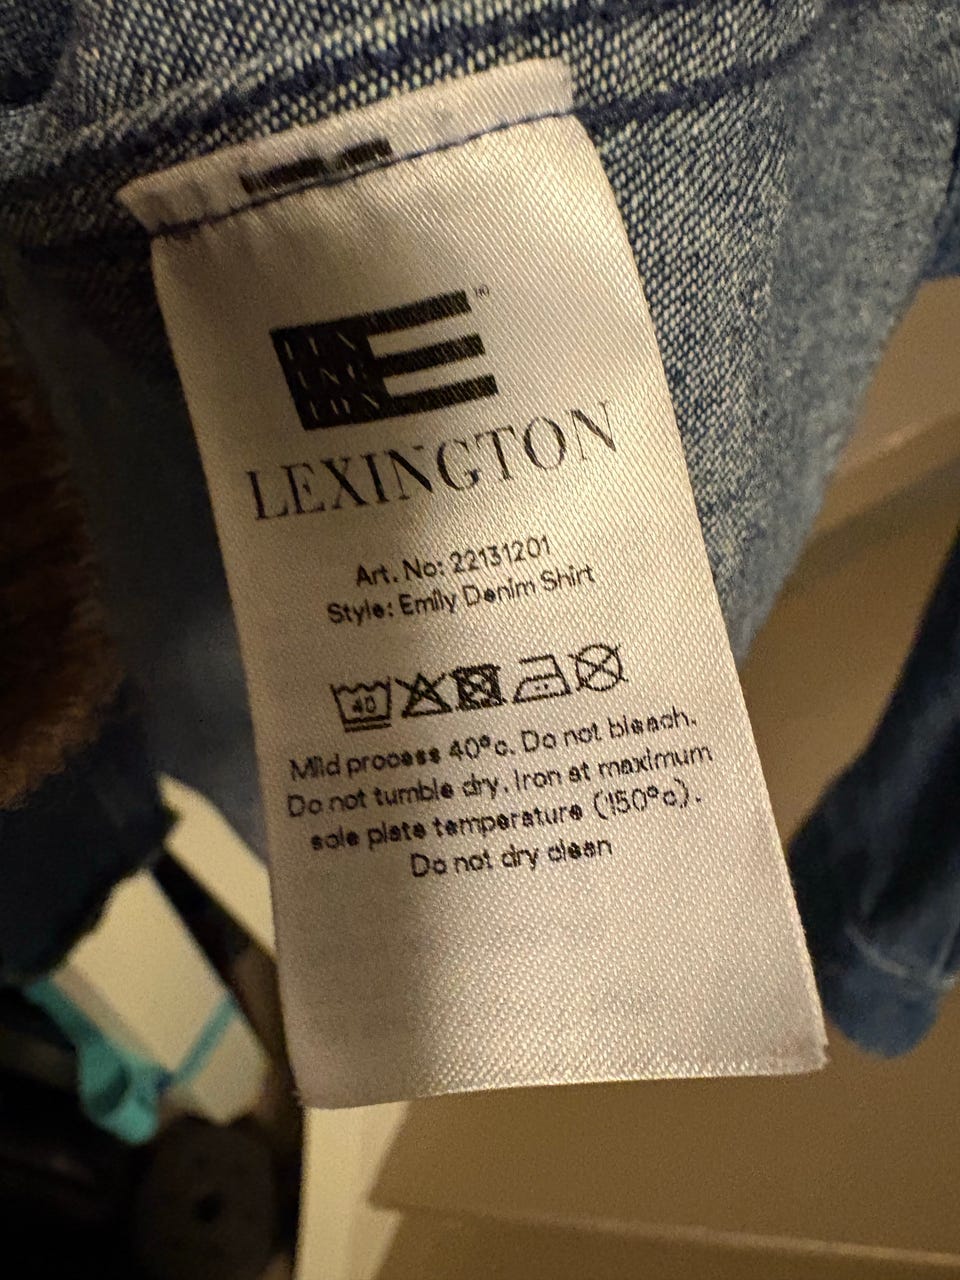 LEXINGTON
Art. No: 22131201
Style: Emily Denim Shirt
40
Mild process 40°c. Do not bleach.
Do not tumble dry. Iron at maximum
sole plate temperature (150°c).
Do not dry clean